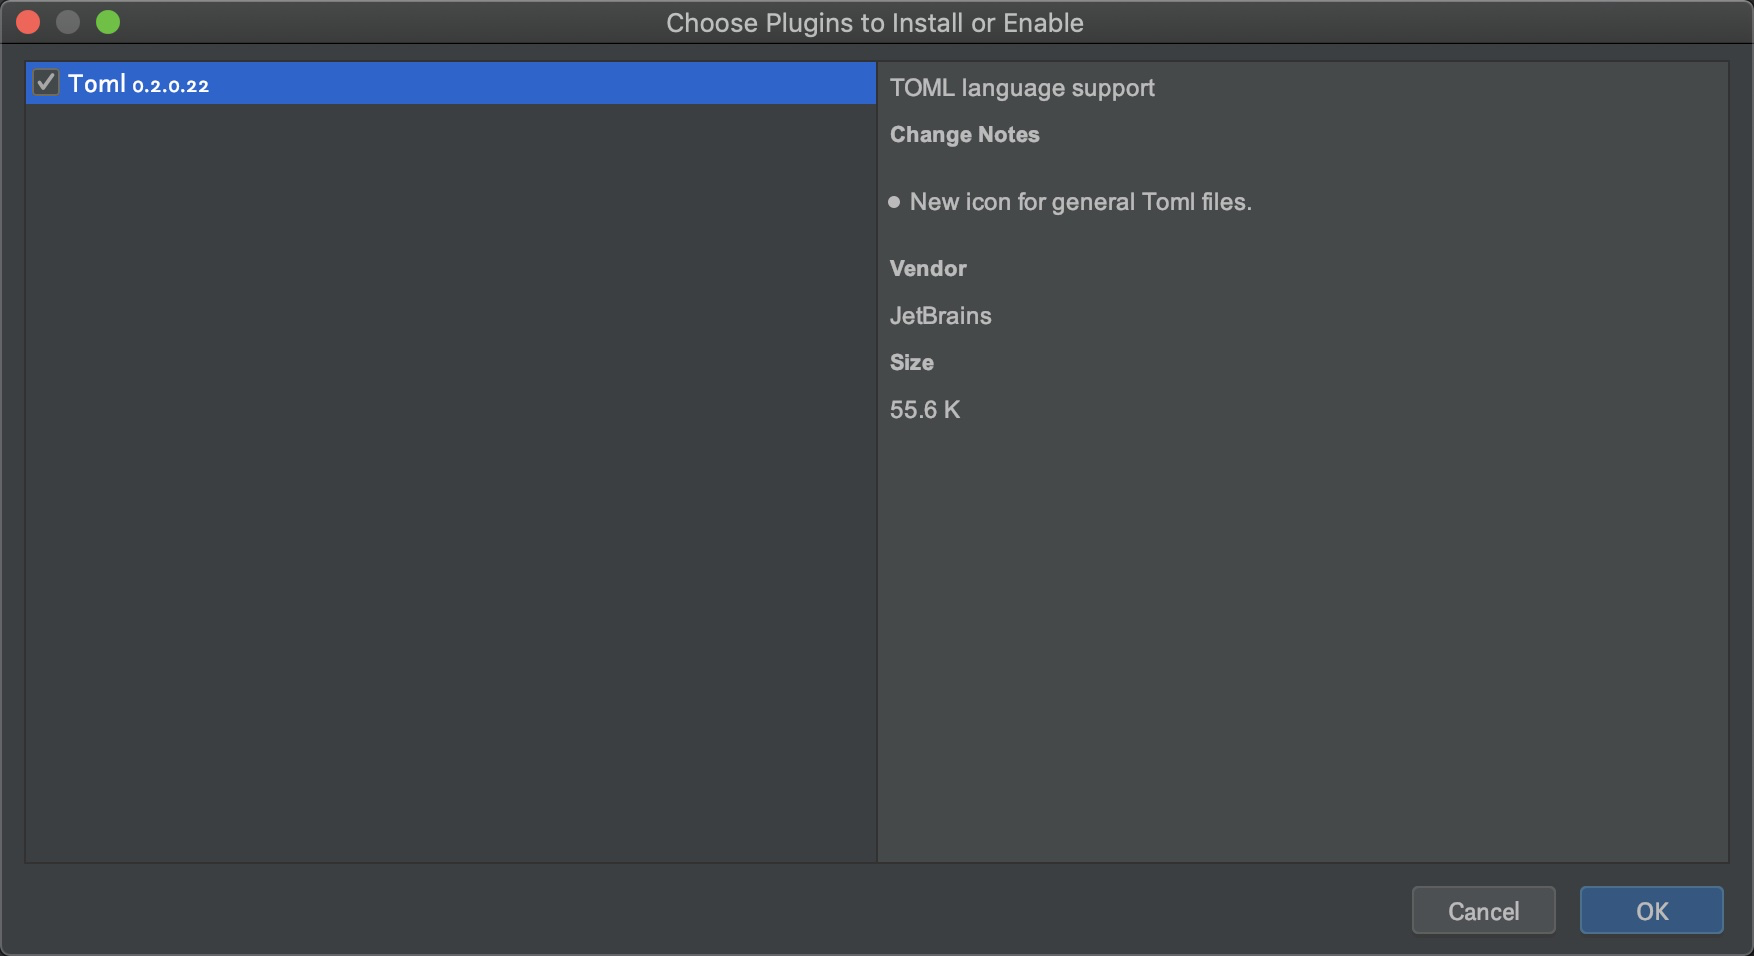 Choose Plugins to Install or Enable
Toml 0.2.0.22
TOML language support
Change Notes
New icon for general Toml files.
Vendor
JetBrains
Size
55.6 K
Cancel
OK